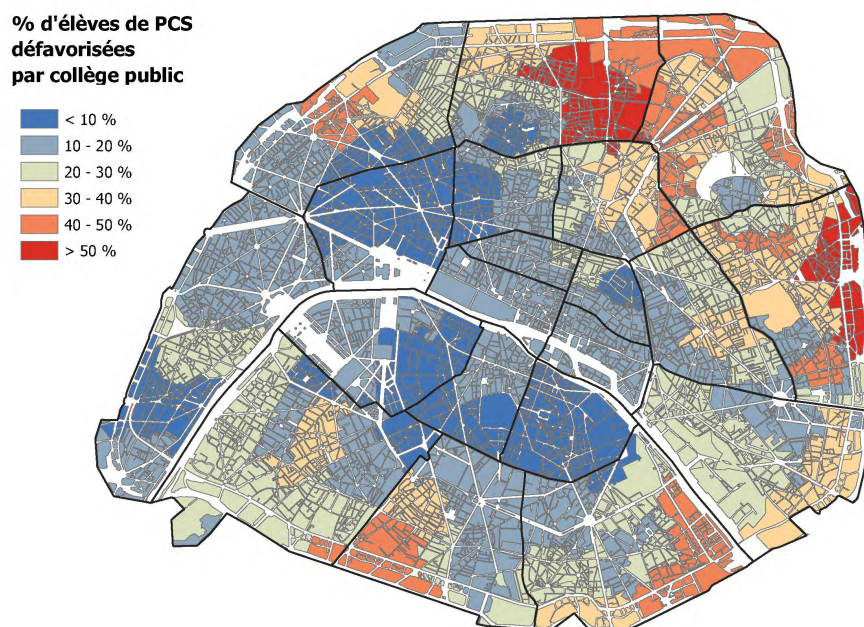 % d'élèves de PCS
défavorisées
par collège public
< 10 %
10 - 20 %
20 - 30 %
30 - 40 %
40 - 50 %
> 50 %